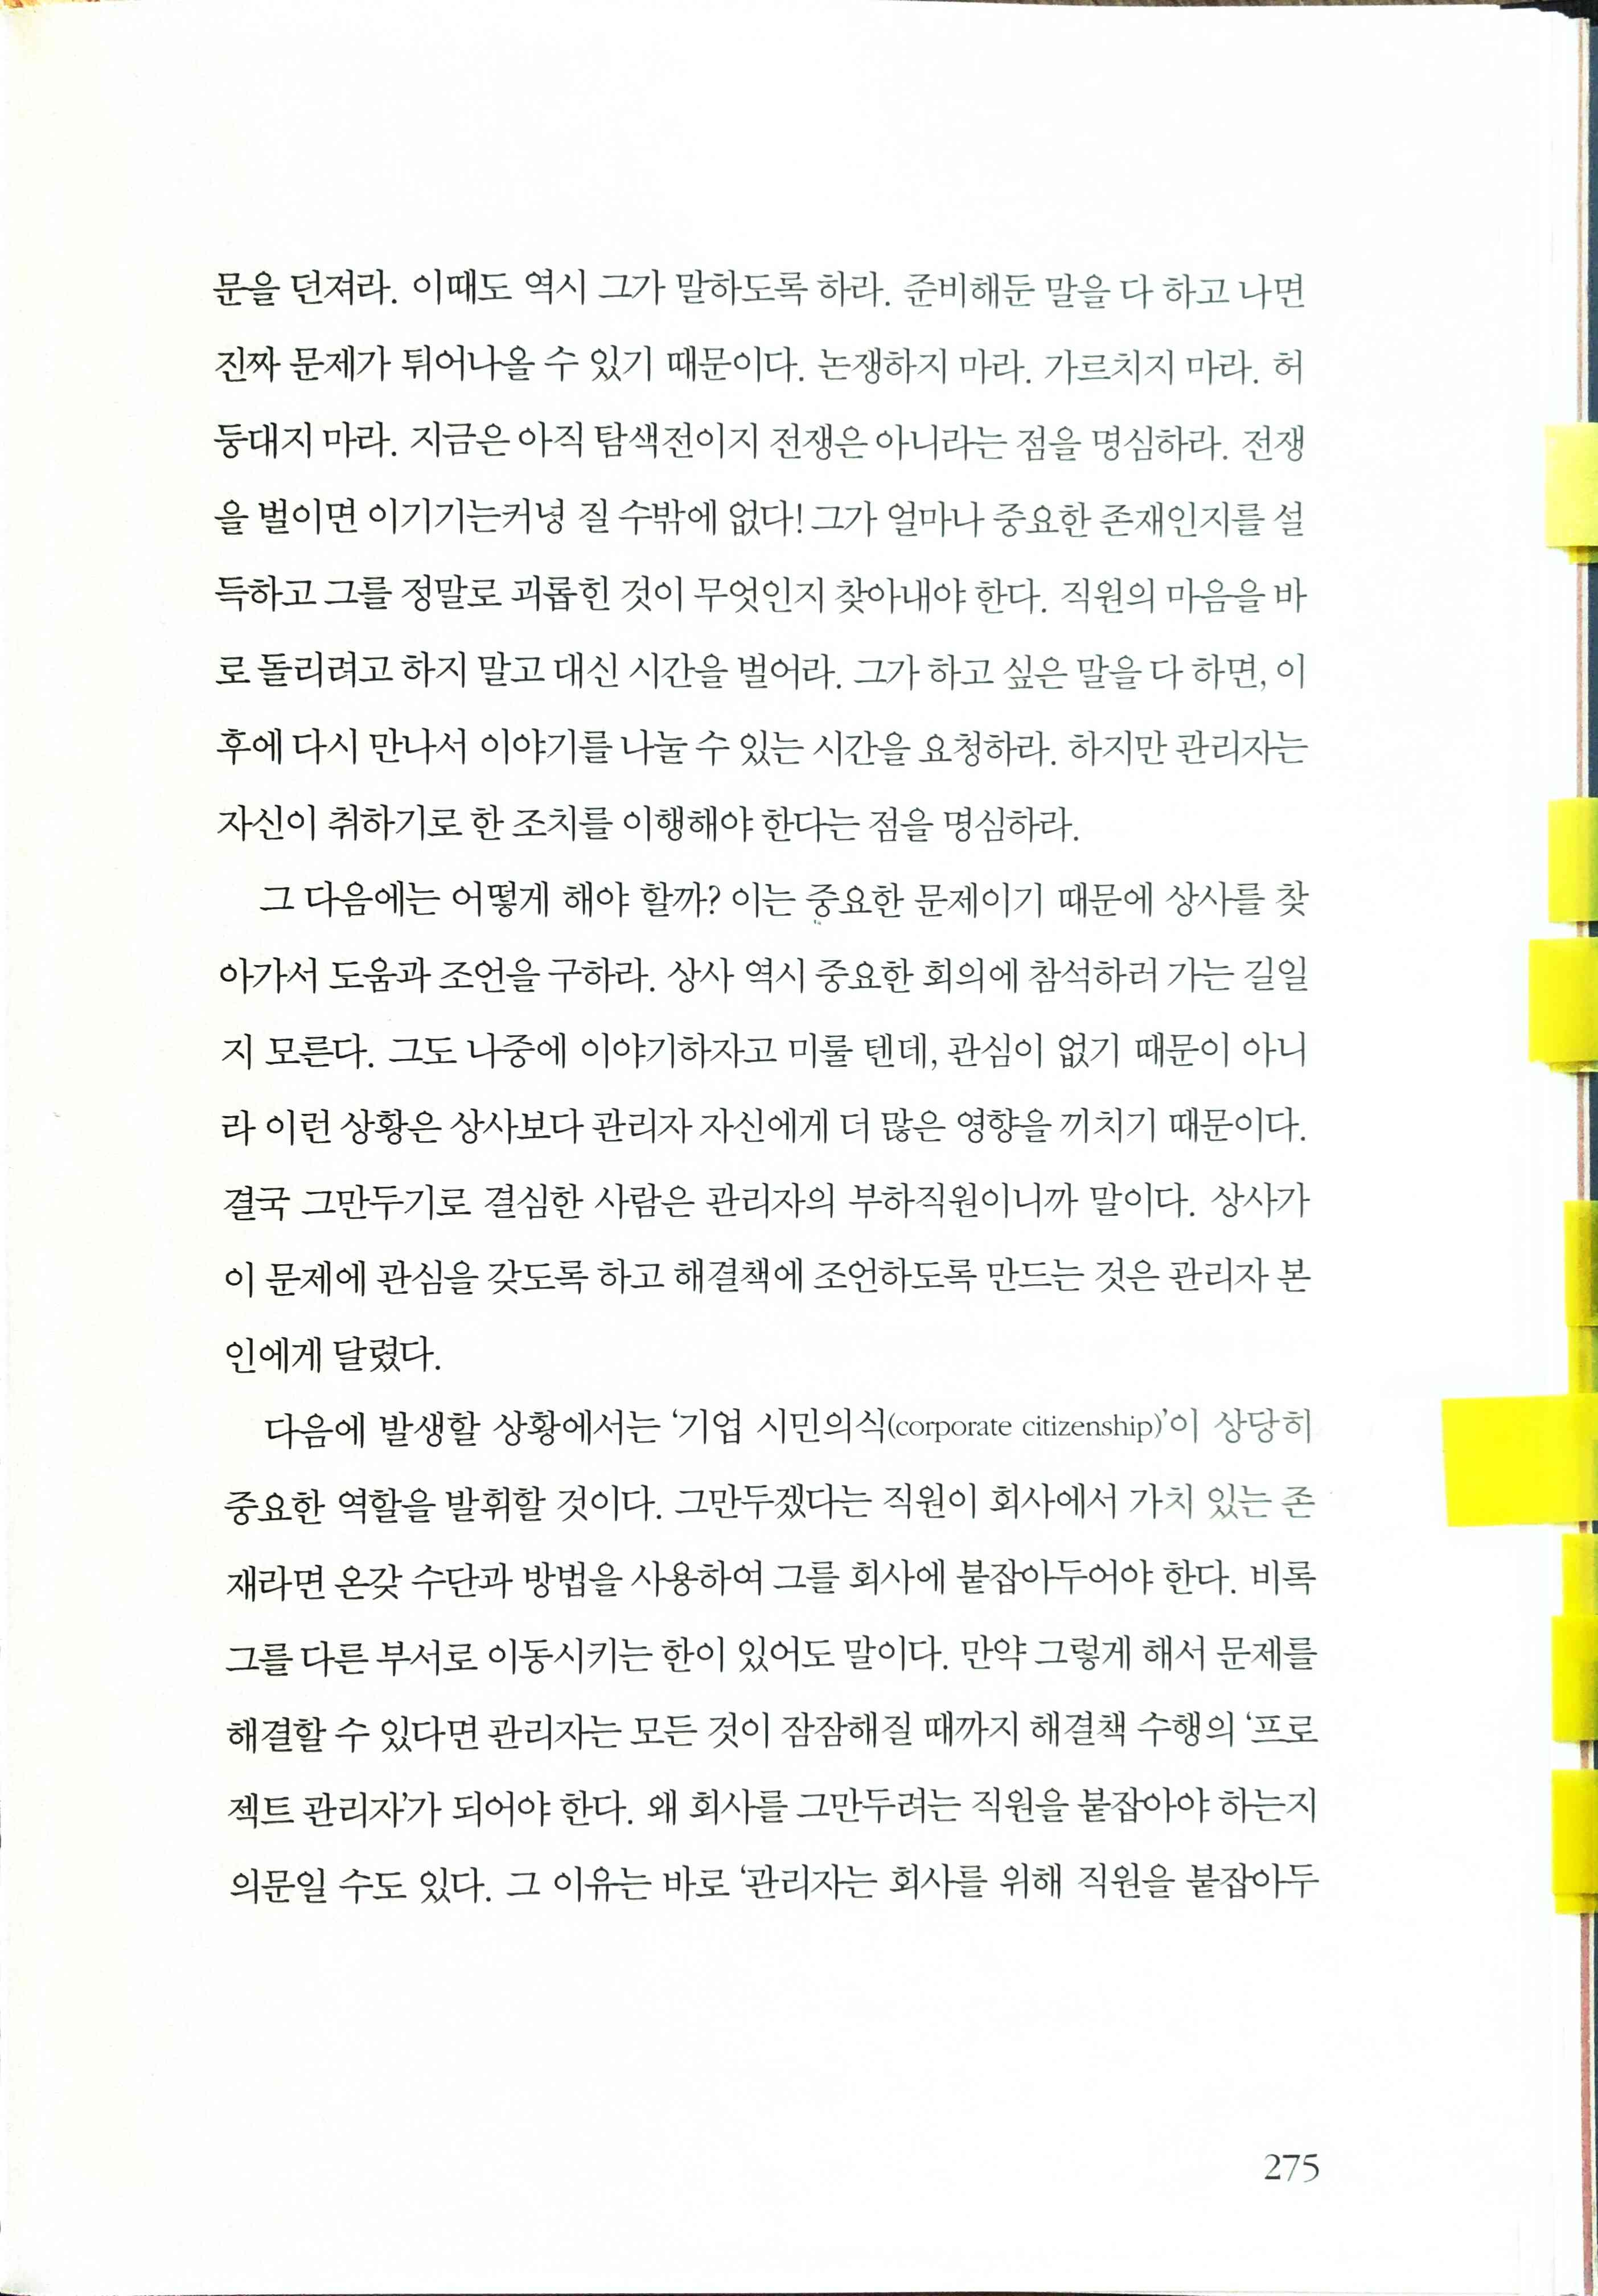 문을 던져라. 이때도 역시 그가 말하도록 하라. 준비해둔 말을 다 하고 나면
진짜 문제가 튀어나올 수 있기 때문이다. 논쟁하지 마라. 가르치지 마라. 허
둥대지 마라. 지금은 아직 탐색전이지 전쟁은 아니라는 점을 명심하라. 전쟁
을 벌이면 이기기는커녕 질 수밖에 없다! 그가 얼마나 중요한 존재인지를 설
득하고 그를 정말로 괴롭힌 것이 무엇인지 찾아내야 한다. 직원의 마음을 바
로 돌리려고 하지 말고 대신 시간을 벌어라. 그가 하고 싶은 말을 다 하면, 이
후에 다시 만나서 이야기를 나눌 수 있는 시간을 요청하라. 하지만 관리자는
자신이 취하기로 한 조치를 이행해야 한다는 점을 명심하라.
그 다음에는 어떻게 해야 할까? 이는 중요한 문제이기 때문에 상사를 찾
아가서 도움과 조언을 구하라. 상사 역시 중요한 회의에 참석하러 가는 길일
지 모른다. 그도 나중에 이야기하자고 미룰 텐데, 관심이 없기 때문이 아니
라 이런 상황은 상사보다 관리자 자신에게 더 많은 영향을 끼치기 때문이다.
결국 그만두기로 결심한 사람은 관리자의 부하직원이니까 말이다. 상사가
이 문제에 관심을 갖도록 하고 해결책에 조언하도록 만드는 것은 관리자 본
인에게 달렸다.
다음에 발생할 상황에서는 ‘기업 시민의식(corporate citizenship)’이 상당히
중요한 역할을 발휘할 것이다. 그만두겠다는 직원이 회사에서 가치 있는 존
재라면 온갖 수단과 방법을 사용하여 그를 회사에 붙잡아두어야 한다. 비록
그를 다른 부서로 이동시키는 한이 있어도 말이다. 만약 그렇게 해서 문제를
해결할 수 있다면 관리자는 모든 것이 잠잠해질 때까지 해결책 수행의 ‘프로
젝트 관리자’가 되어야 한다. 왜 회사를 그만두려는 직원을 붙잡아야 하는지
의문일 수도 있다. 그 이유는 바로 ‘관리자는 회사를 위해 직원을 붙잡아두
275